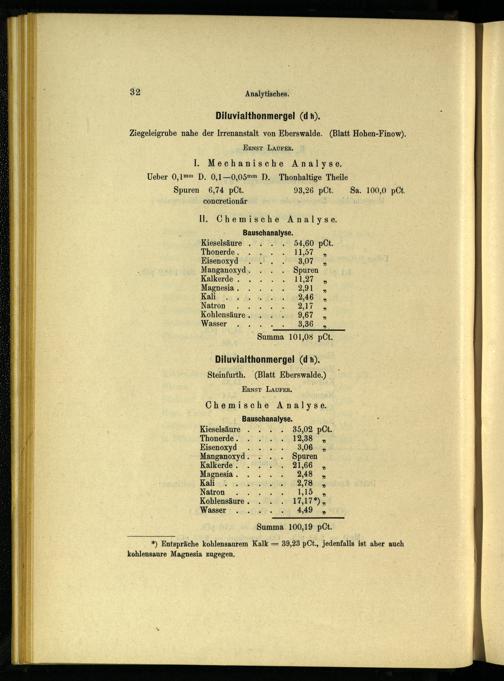 32 Analytisches.
Diluvialthonmergel (d h).
Ziegeleigrube nahe der Irrenanstalt von Eberswalde. (Blatt Hohen-Finow).
Ernst Laufer.
I. Mechanische Analyse.
Ueber 0,1mm D. 0,1—0,05mm D. Thonhaltige Theile
Spuren 6,74 pCt. 93,26 pCt. Sa. 100,0 pCt.
concretionär
II. Chemische Analyse.
Bauschanalyse.
Kieselsäure . . . . 54,60 pCt.
Thonerde . . . . . 11,57 „
Eisenoxyd . . . . 3,07 „
Manganoxyd . . . . Spuren
Kalkerde . . . . . 11,27 „
Magnesia . . . . . 2,91 „
Kali . . . . . 2,46 „
Natron . . . . . 2,17 „
Kohlensäure . . . . 9,67 „
Wasser . . . . . 3,36 „
Summa 101,08 pCt.
Diluvialthonmergel (d h).
Steinfurth. (Blatt Eberswalde.)
Ernst Laufer.
Chemische Analyse.
Bauschanalyse.
Kieselsäure . . . . 35,02 pCt.
Thonerde . . . . . 12,38 „
Eisenoxyd . . . . 3,06 „
Manganoxyd . . . . Spuren
Kalkerde . . . . . 21,66 „
Magnesia . . . . . 2,48 „
Kali . . . . . 2,78 „
Natron . . . . . 1,15 „
Kohlensäure . . . . 17,17*) „
Wasser . . . . . 4,49 „
Summa 100,19 pCt.
*) Entspräche kohlensaurem Kalk = 39,23 pCt., jedenfalls ist aber auch
kohlensaure Magnesia zugegen.